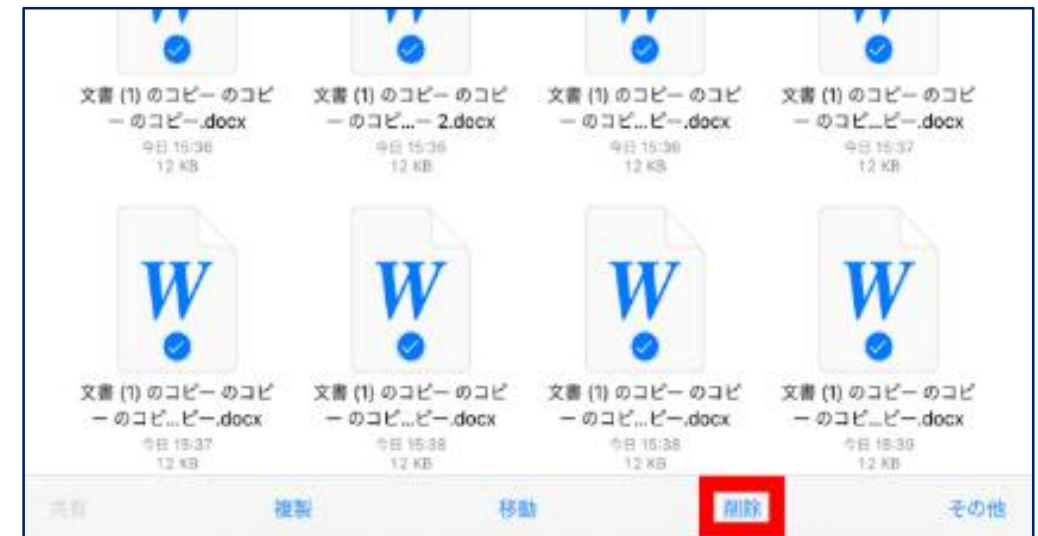 W W W W
文書 (1) のコピー のコピ 文書 (1) のコピー のコピ 文書 (1) のコピー のコピ 文書 (1) のコピー のコピ
ー のコピー.docx ー のコピ...ー 2.docx ー のコピ...ピー.docx ー のコピ...ピー.docx
今日 15:36 今日 15:36 今日 15:36 今日 15:37
12 KB 12 KB 12 KB 12 KB
W W W W
文書 (1) のコピー のコピ 文書 (1) のコピー のコピ 文書 (1) のコピー のコピ 文書 (1) のコピー のコピ
ー のコピ...ピー.docx ー のコピ...ピー.docx ー のコピ...ピー.docx ー のコピ...ピー.docx
今日 15:37 今日 15:38 今日 15:38 今日 15:39
12 KB 12 KB 12 KB 12 KB
共有 複製 移動 削除 その他